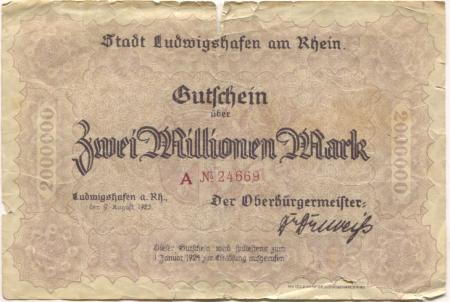 Stadt Ludwigshafen am Rhein.
Gutschein
über
Zwei Millionen Mark
2000000
2000000
A № 24669
Ludwigshafen a. Rh.,
den 9. August 1923.
Der Oberbürgermeister:
Dieser Gutschein wird spätestens zum
1. Januar 1924 zur Einlösung aufgerufen